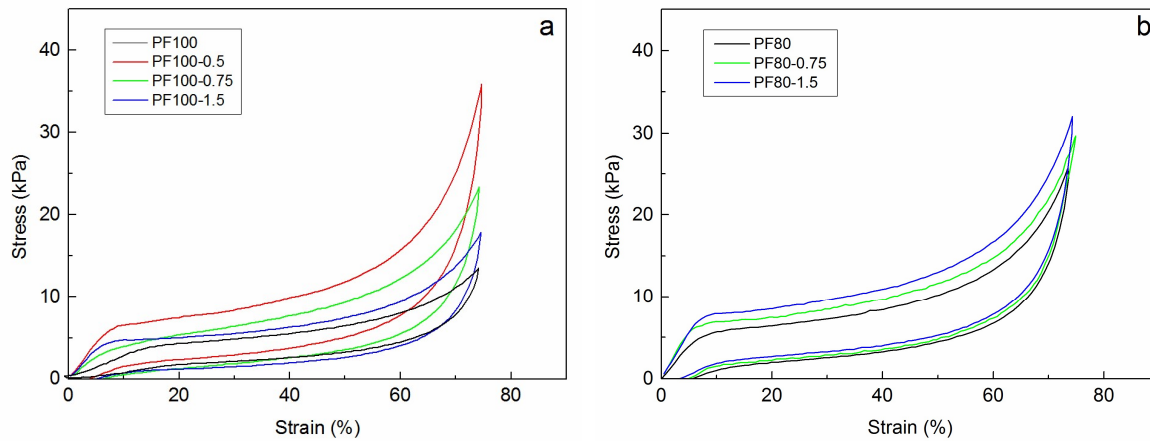 a
PF100
PF100-0.5
PF100-0.75
PF100-1.5
Stress (kPa)
40
30
20
10
0
0 20 40 60 80
Strain (%)
b
PF80
PF80-0.75
PF80-1.5
Stress (kPa)
40
30
20
10
0
0 20 40 60 80
Strain (%)